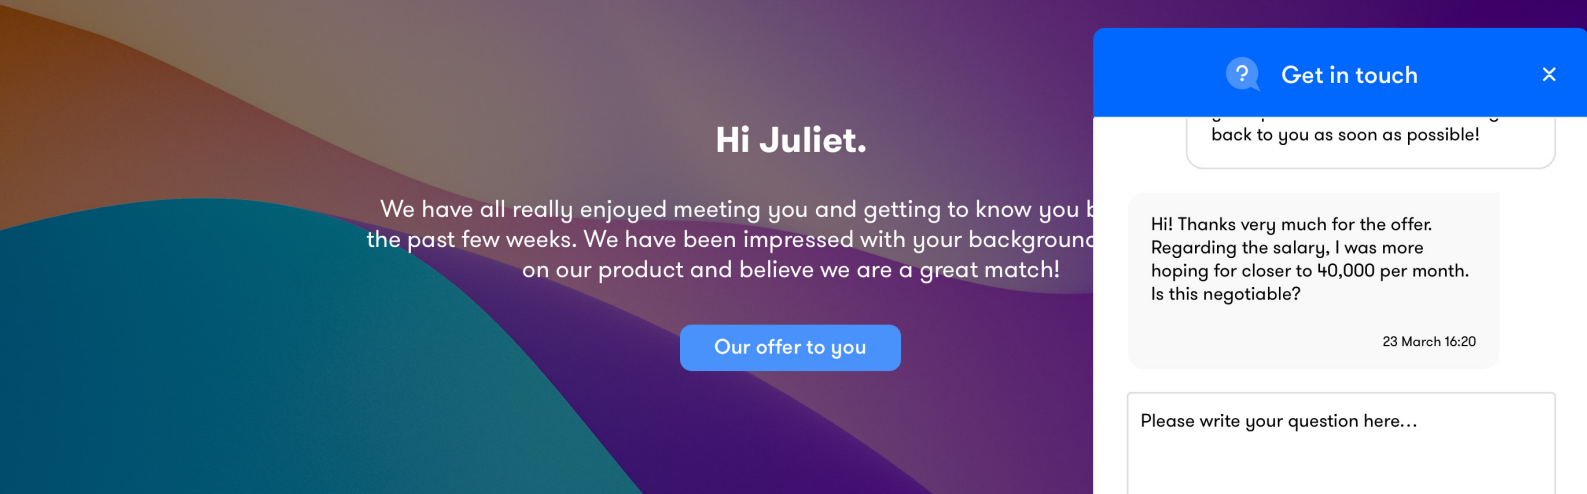 Hi Juliet.
We have all really enjoyed meeting you and getting to know you
the past few weeks. We have been impressed with your background
on our product and believe we are a great match!
Our offer to you
?
Get in touch
×
back to you as soon as possible!
Hi! Thanks very much for the offer.
Regarding the salary, I was more
hoping for closer to 40,000 per month.
Is this negotiable?
23 March 16:20
Please write your question here...